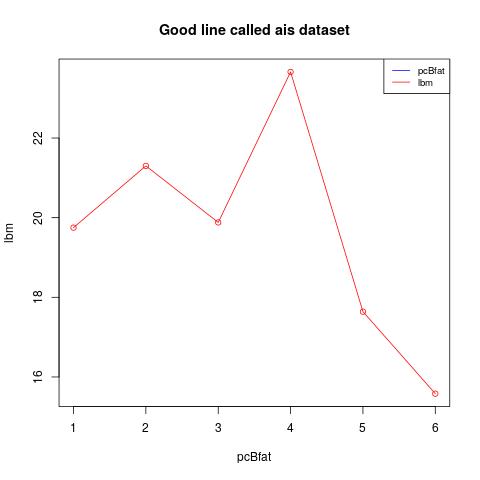 Good line called ais dataset
pcBfat
lbm
22
20
18
16
lbm
1 2 3 4 5 6
pcBfat